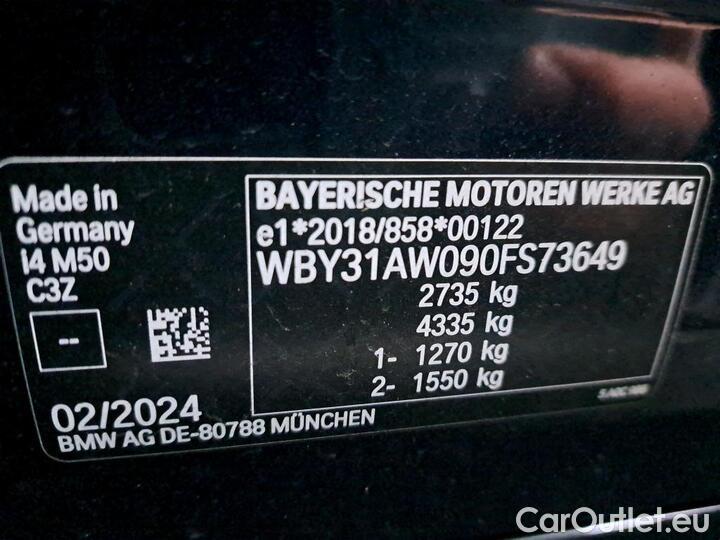 Made in
Germany
i4 M50
C3Z
--
02/2024
BMW AG DE-80788 MÜNCHEN
BAYERISCHE MOTOREN WERKE AG
e1*2018/858*00122
WBY31AW090FS73649
2735 kg
4335 kg
1- 1270 kg
2- 1550 kg
CarOutlet.eu